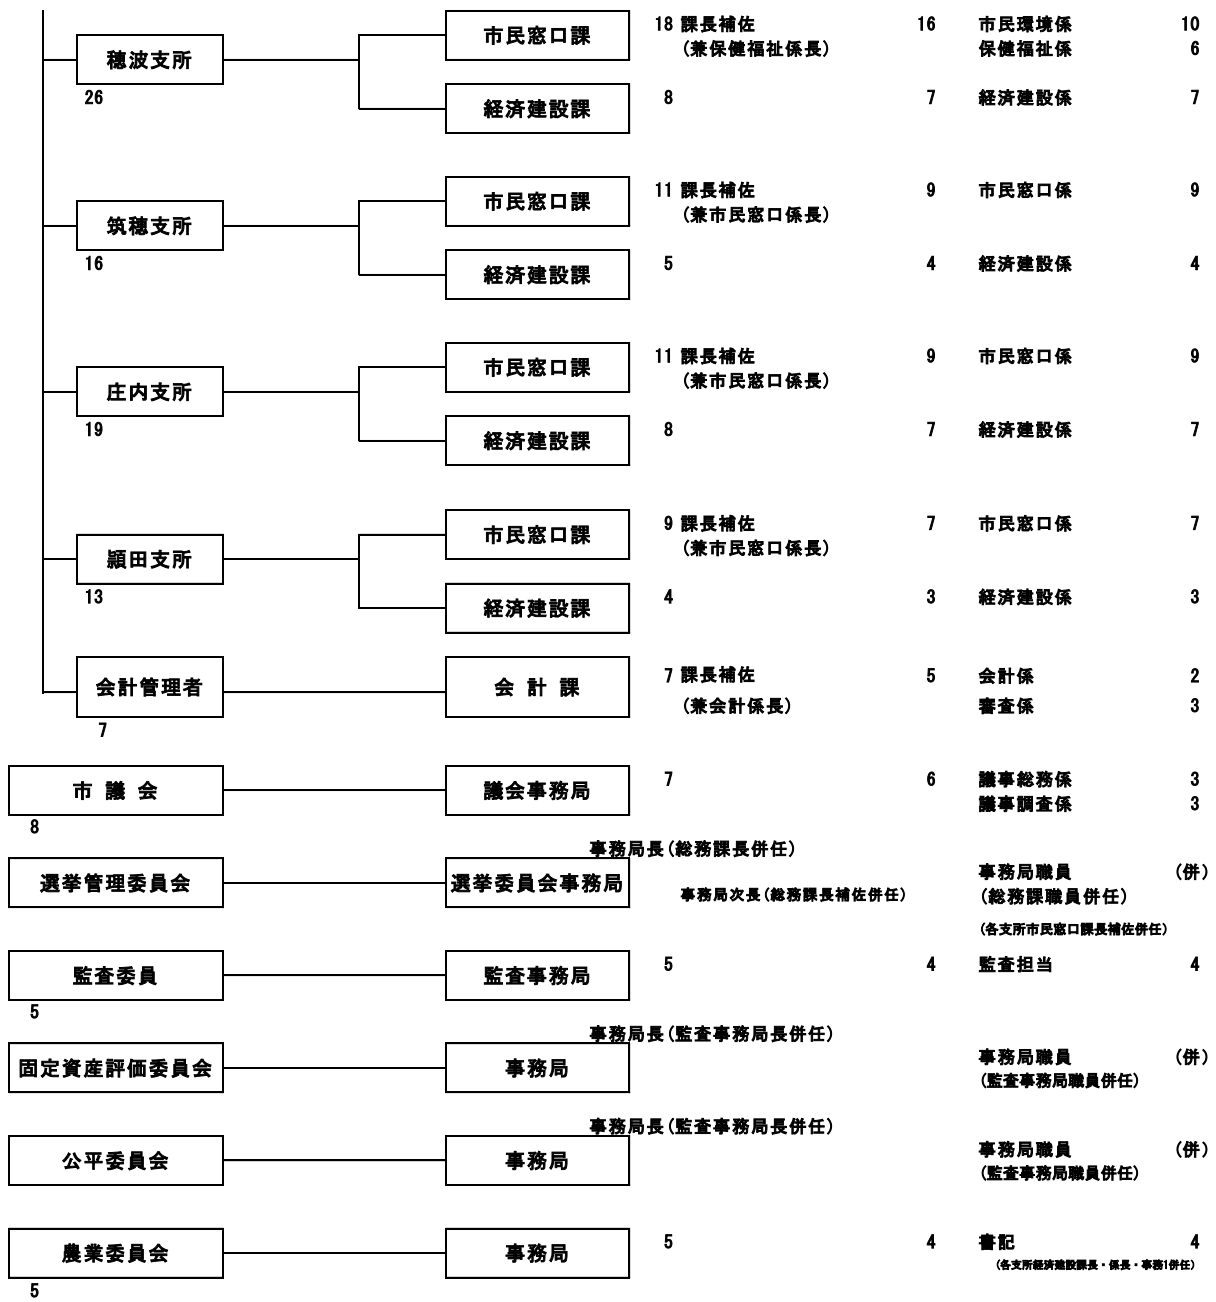 市民窓口課 18 課長補佐 16 市民環境係 10
(兼保健福祉係長) 保健福祉係 6
穂波支所
26
経済建設課 8 7 経済建設係 7
市民窓口課 11 課長補佐 9 市民窓口係 9
(兼市民窓口係長)
筑穂支所
16
経済建設課 5 4 経済建設係 4
市民窓口課 11 課長補佐 9 市民窓口係 9
(兼市民窓口係長)
庄内支所
19
経済建設課 8 7 経済建設係 7
市民窓口課 9 課長補佐 7 市民窓口係 7
(兼市民窓口係長)
頴田支所
13
経済建設課 4 3 経済建設係 3
会計管理者 会 計 課 7 課長補佐 5 会計係 2
(兼会計係長) 審査係 3
7
市 議 会 議会事務局 7 6 議事総務係 3
議事調査係 3
8
事務局長(総務課長併任)
選挙管理委員会 選挙委員会事務局 事務局次長(総務課長補佐併任) 事務局職員 (併)
(総務課職員併任)
(各支所市民窓口課長補佐併任)
監査委員 監査事務局 5 4 監査担当 4
5
事務局長(監査事務局長併任)
固定資産評価委員会 事務局 事務局職員 (併)
(監査事務局職員併任)
事務局長(監査事務局長併任)
公平委員会 事務局 事務局職員 (併)
(監査事務局職員併任)
農業委員会 事務局 5 4 書記 4
(各支所経済建設課長・係長・事務1併任)
5